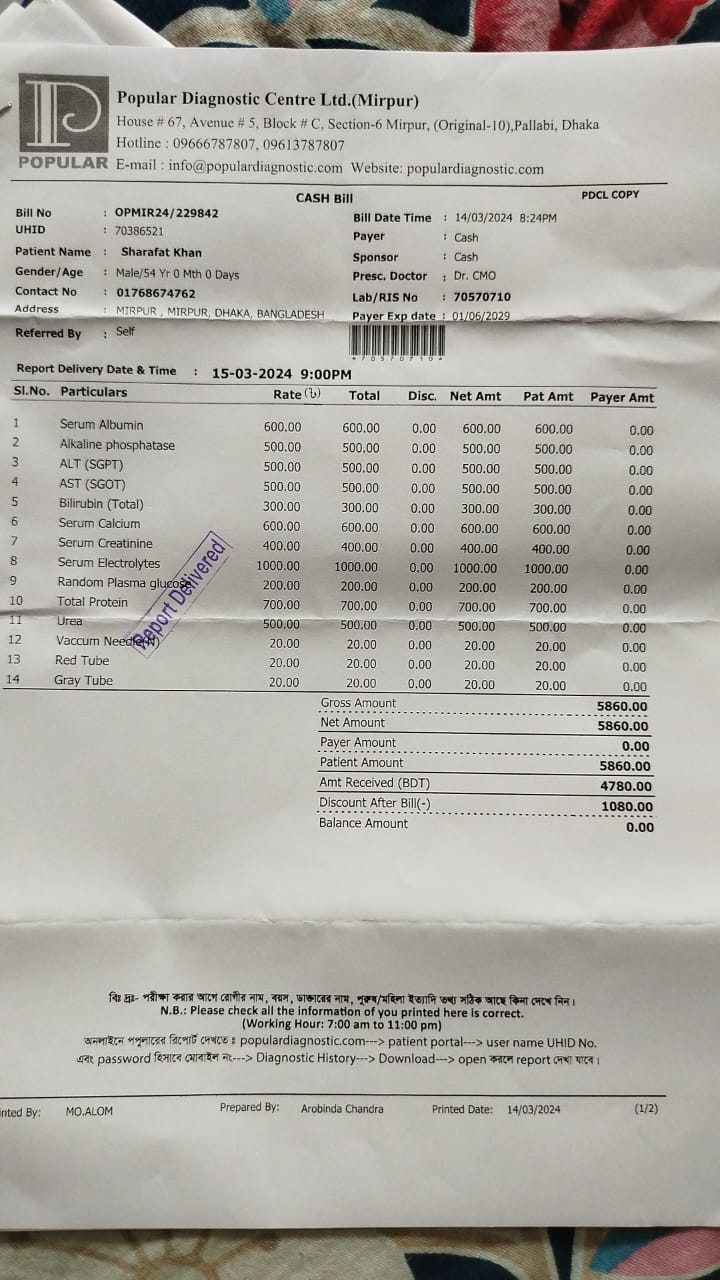 Popular Diagnostic Centre Ltd.(Mirpur)
House # 67, Avenue # 5, Block # C, Section-6 Mirpur, (Original-10),Pallabi, Dhaka
Hotline : 09666787807, 09613787807
POPULAR E-mail : info@populardiagnostic.com Website: populardiagnostic.com
CASH Bill PDCL COPY
Bill No : OPMIR24/229842 Bill Date Time : 14/03/2024 8:24PM
UHID : 70386521 Payer : Cash
Patient Name : Sharafat Khan Sponsor : Cash
Gender/Age : Male/54 Yr 0 Mth 0 Days Presc. Doctor : Dr. CMO
Contact No : 01768674762 Lab/RIS No : 70570710
Address : MIRPUR , MIRPUR, DHAKA, BANGLADESH Payer Exp date : 01/06/2029
Referred By : Self
*70570710*
Report Delivery Date & Time : 15-03-2024 9:00PM
Sl.No. Particulars Rate (৳) Total Disc. Net Amt Pat Amt Payer Amt
1 Serum Albumin 600.00 600.00 0.00 600.00 600.00 0.00
2 Alkaline phosphatase 500.00 500.00 0.00 500.00 500.00 0.00
3 ALT (SGPT) 500.00 500.00 0.00 500.00 500.00 0.00
4 AST (SGOT) 500.00 500.00 0.00 500.00 500.00 0.00
5 Bilirubin (Total) 300.00 300.00 0.00 300.00 300.00 0.00
6 Serum Calcium 600.00 600.00 0.00 600.00 600.00 0.00
7 Serum Creatinine 400.00 400.00 0.00 400.00 400.00 0.00
8 Serum Electrolytes 1000.00 1000.00 0.00 1000.00 1000.00 0.00
9 Random Plasma glucose 200.00 200.00 0.00 200.00 200.00 0.00
10 Total Protein 700.00 700.00 0.00 700.00 700.00 0.00
11 Urea 500.00 500.00 0.00 500.00 500.00 0.00
12 Vaccum Needle(N) 20.00 20.00 0.00 20.00 20.00 0.00
13 Red Tube 20.00 20.00 0.00 20.00 20.00 0.00
14 Gray Tube 20.00 20.00 0.00 20.00 20.00 0.00
Report Delivered
Gross Amount 5860.00
Net Amount 5860.00
Payer Amount 0.00
Patient Amount 5860.00
Amt Received (BDT) 4780.00
Discount After Bill(-) 1080.00
Balance Amount 0.00
বিঃ দ্রঃ- পরীক্ষা করার আগে রোগীর নাম, বয়স, ডাক্তারের নাম, পুরুষ/মহিলা ইত্যাদি তথ্য সঠিক আছে কিনা দেখে নিন।
N.B.: Please check all the information of you printed here is correct.
(Working Hour: 7:00 am to 11:00 pm)
অনলাইনে পপুলারের রিপোর্ট দেখতে ঃ populardiagnostic.com---> patient portal---> user name UHID No.
এবং password হিসাবে মোবাইল নং---> Diagnostic History---> Download---> open করলে report দেখা যাবে।
nted By: MO.ALOM Prepared By: Arobinda Chandra Printed Date: 14/03/2024 (1/2)